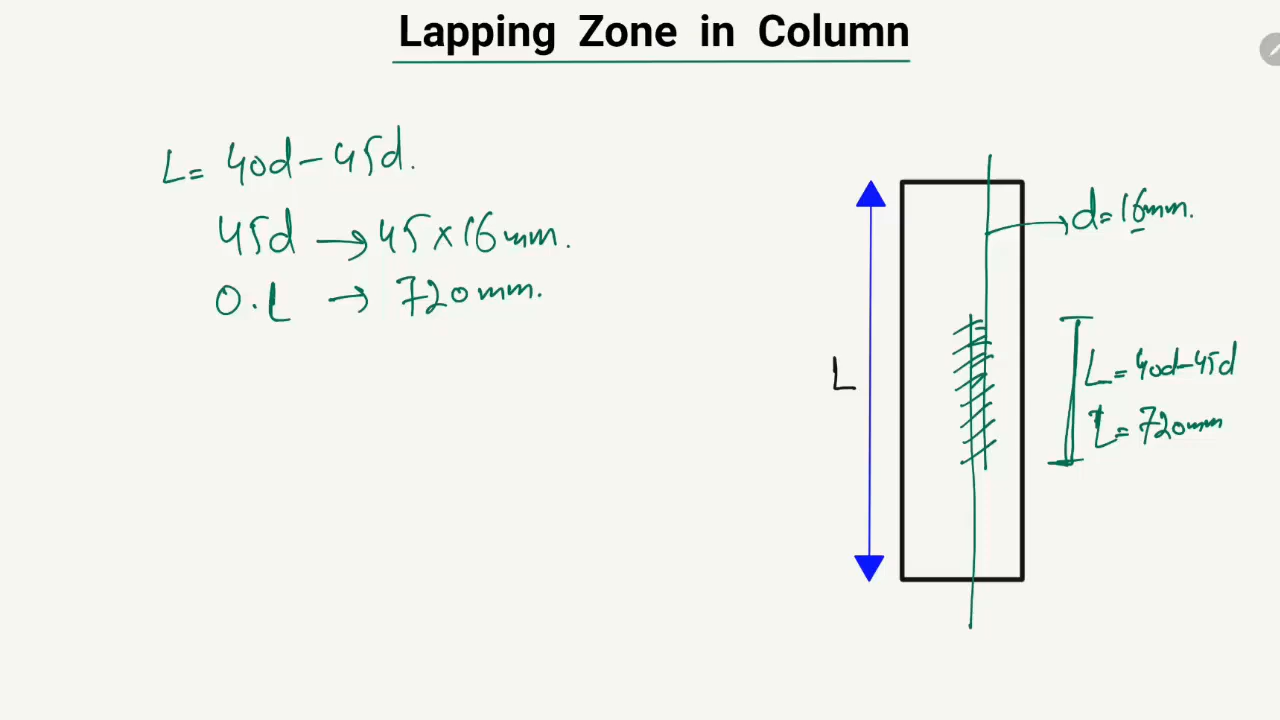 Lapping Zone in Column
L= 40d-45d.
45d → 45×16mm.
O.L → 720mm.
d=16mm.
L
L=40d-45d
L=720mm